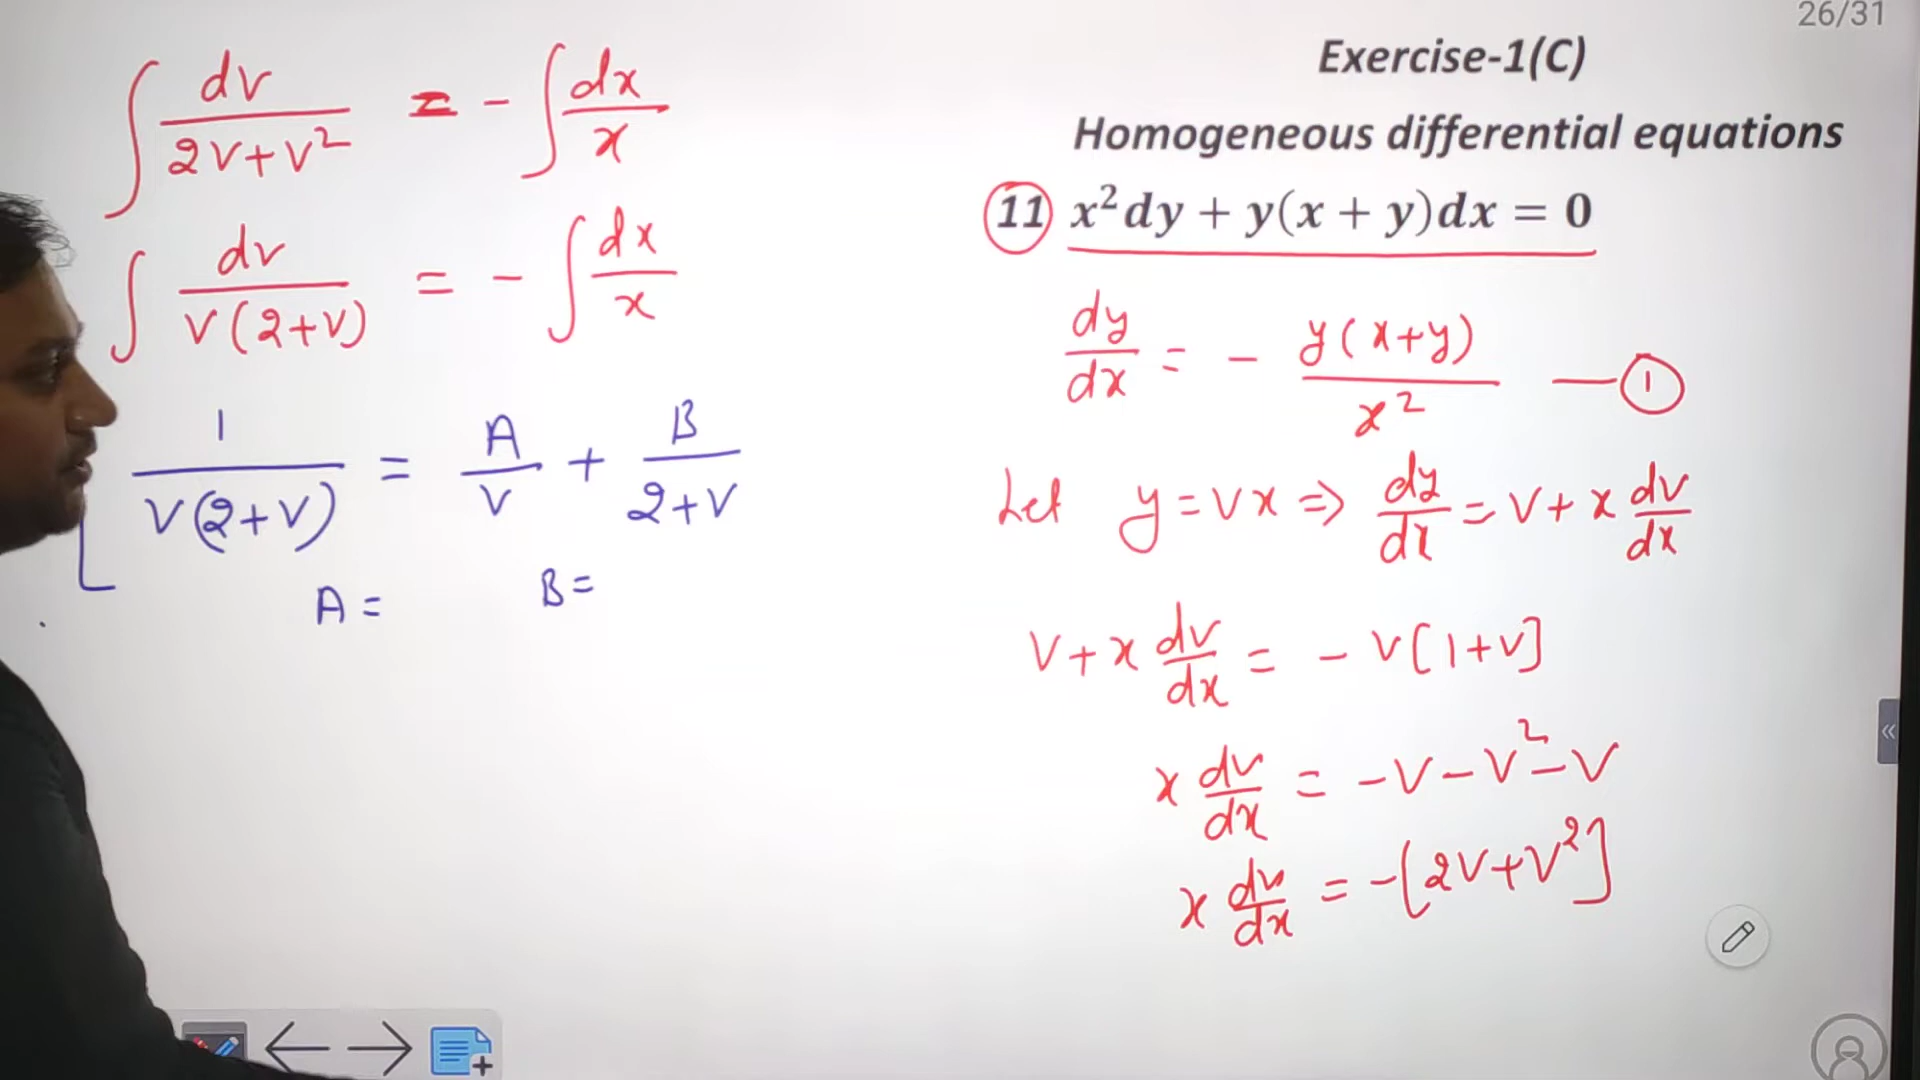 26/31
Exercise-1(C)
Homogeneous differential equations
11 x²dy + y(x + y)dx = 0
dy/dx = - y(x+y)/x² — 1
Let y = vx ⇒ dy/dx = v + x dv/dx
v + x dv/dx = - v[1+v]
x dv/dx = -v - v² - v
x dv/dx = -[2v+v²]
∫ dv/(2v+v²) = - ∫ dx/x
∫ dv/(v(2+v)) = - ∫ dx/x
1/(v(2+v)) = A/v + B/(2+v)
A = B =